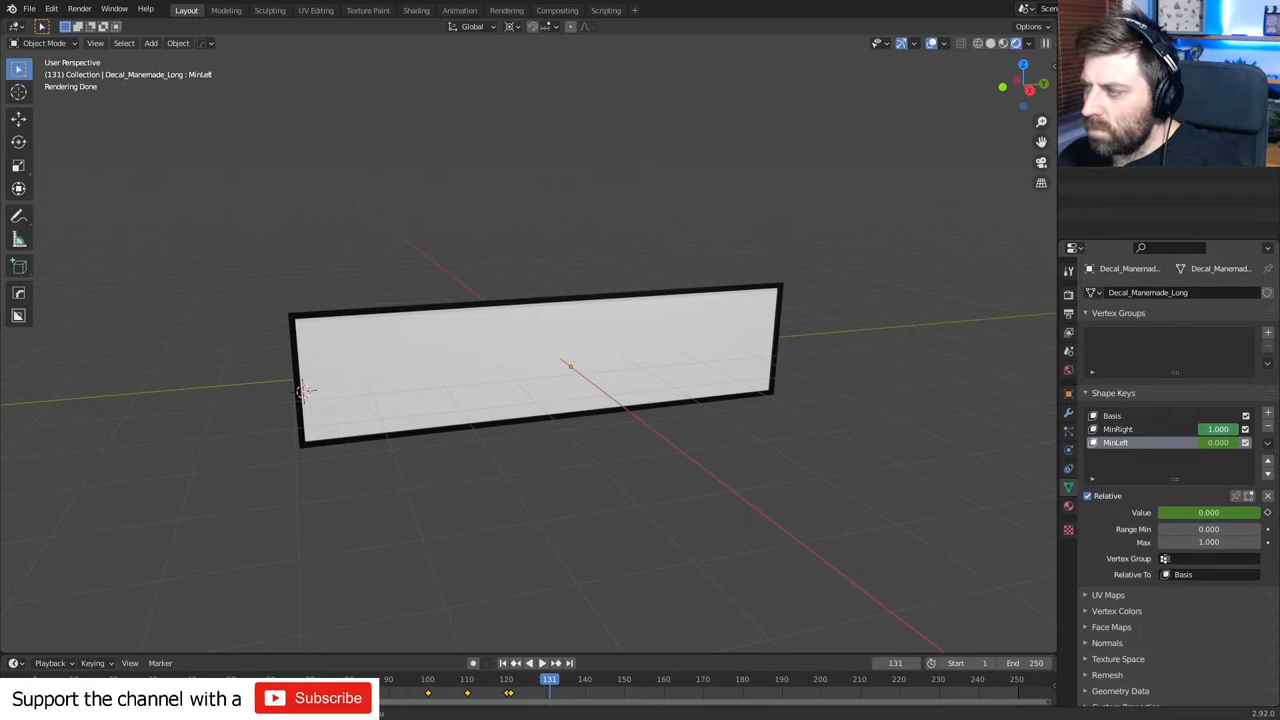 File Edit Render Window Help
Layout Modeling Sculpting UV Editing Texture Paint Shading Animation Rendering Compositing Scripting +
Scen
Global
Options
Object Mode View Select Add Object
User Perspective
(131) Collection | Decal_Manemade_Long : MinLeft
Rendering Done
Z
Y
X
Decal_Manemad... Decal_Manemad...
Decal_Manemade_Long
Vertex Groups
Shape Keys
Basis
MinRight 1.000
MinLeft 0.000
Relative
Value 0.000
Range Min 0.000
Max 1.000
Vertex Group
Relative To Basis
UV Maps
Vertex Colors
Face Maps
Normals
Texture Space
Remesh
Geometry Data
Playback Keying View Marker 131 Start 1 End 250
100 110 120 131 140 150 160 170 180 190 200 210 220 230 240 250
Support the channel with a Subscribe
2.92.0